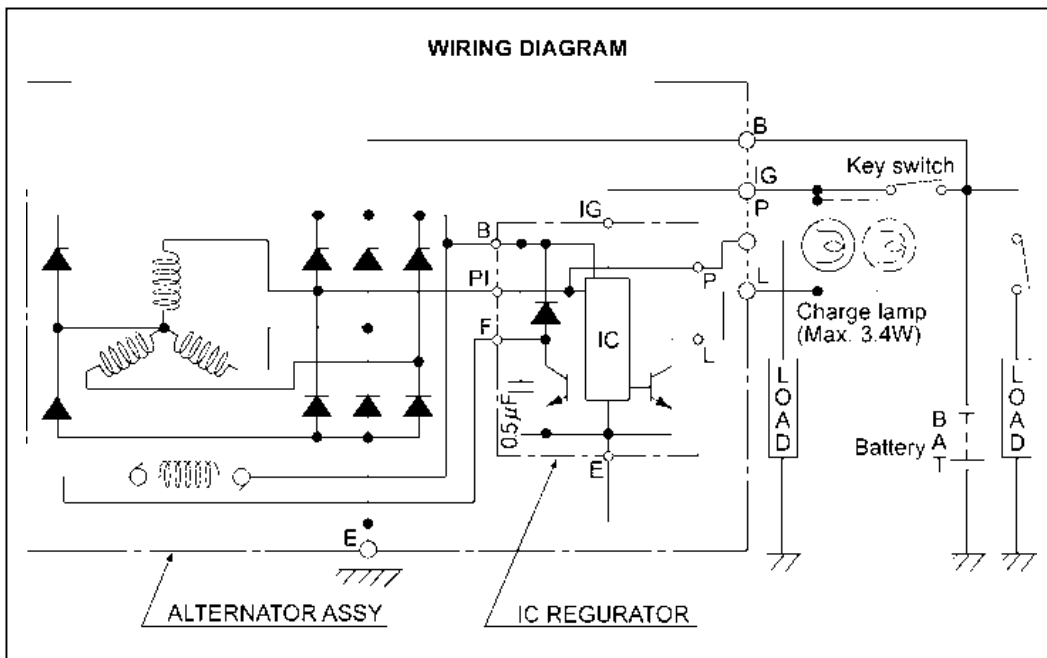 WIRING DIAGRAM
B
IG
Key switch
P
IG
B
PI
P
L
F
IC
L
Charge lamp
(Max. 3.4W)
0.5µF
LOAD
LOAD
BAT
Battery
E
E
ALTERNATOR ASSY
IC REGURATOR